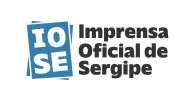 IO
SE
Imprensa
Oficial de
Sergipe